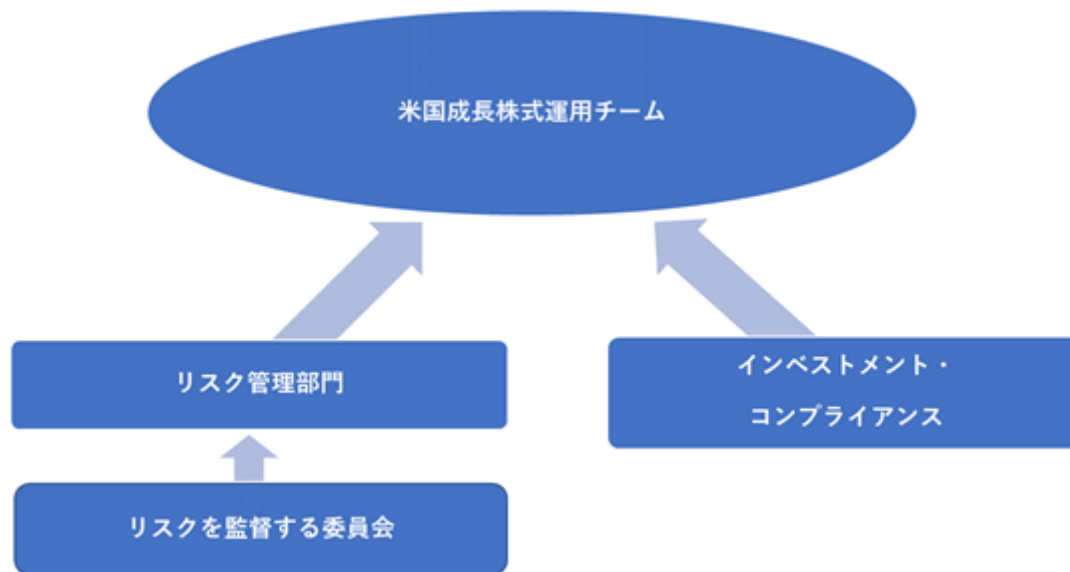 米国成長株式運用チーム
リスク管理部門
インベストメント・
コンプライアンス
リスクを監督する委員会